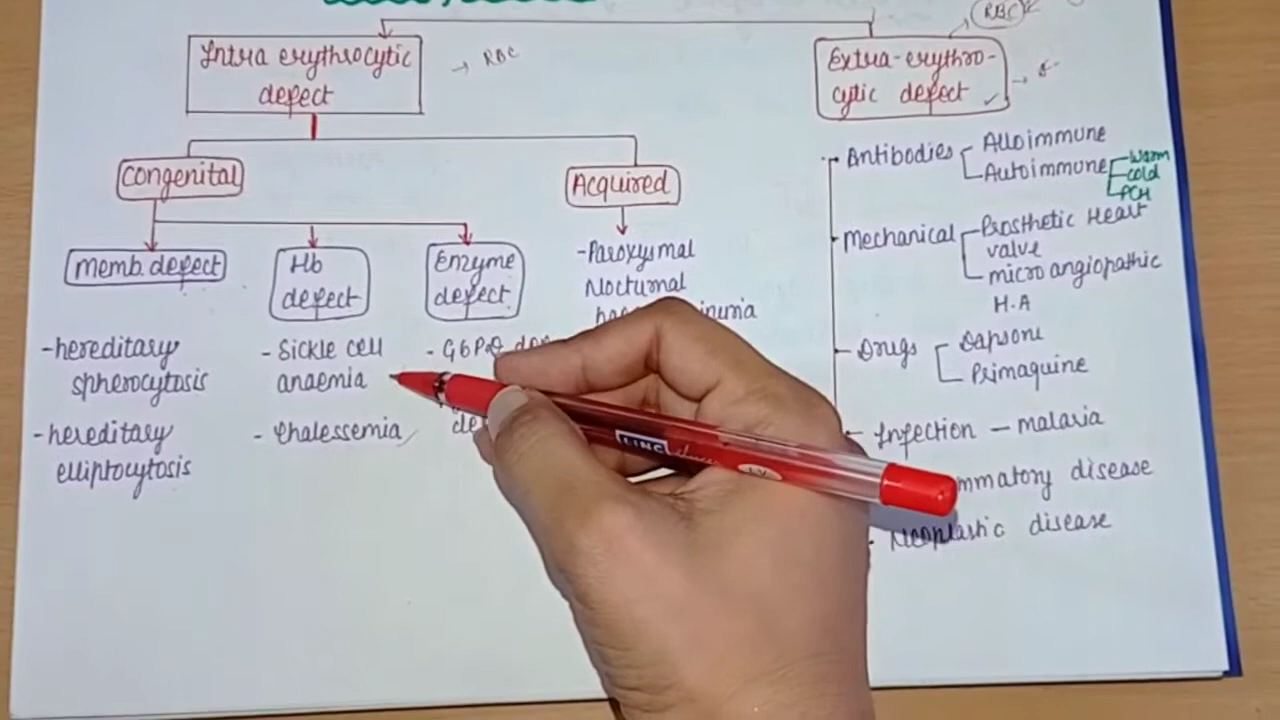 Intra erythrocytic
defect
→ RBC
RBC
Extra-erythro-
cytic defect ✓
Congenital
Acquired
Memb. defect
Hb
defect
Enzyme
defect
-hereditary
spherocytosis
-hereditary
elliptocytosis
- Sickle cell
anaemia
- Thalessemia
- G6PD
-Paroxysmal
Nocturnal
Antibodies
Alloimmune
Autoimmune
Warm
Cold
PCH
Mechanical
Prosthetic Heart
valve
micro angiopathic
H.A
Drugs
Dapsone
Primaquine
Infection - malaria
disease
- Neoplastic disease
LINC